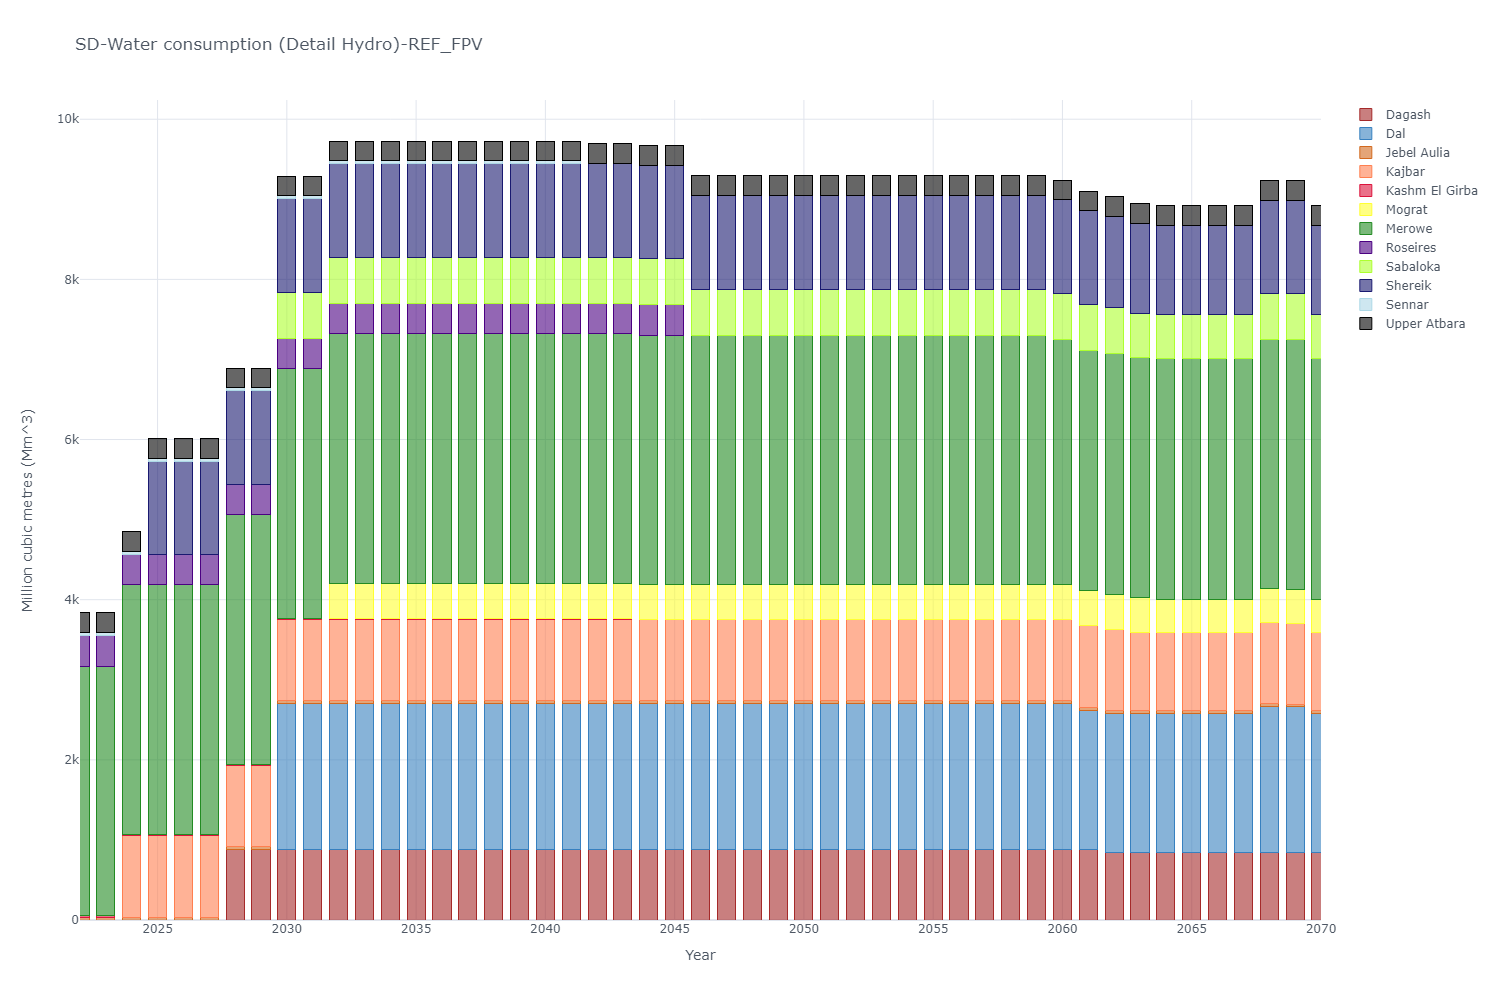 SD-Water consumption (Detail Hydro)-REF_FPV
10k
8k
6k
4k
2k
0
Million cubic metres (Mm^3)
2025
2030
2035
2040
2045
2050
2055
2060
2065
2070
Year
Dagash
Dal
Jebel Aulia
Kajbar
Kashm El Girba
Mograt
Merowe
Roseires
Sabaloka
Shereik
Sennar
Upper Atbara